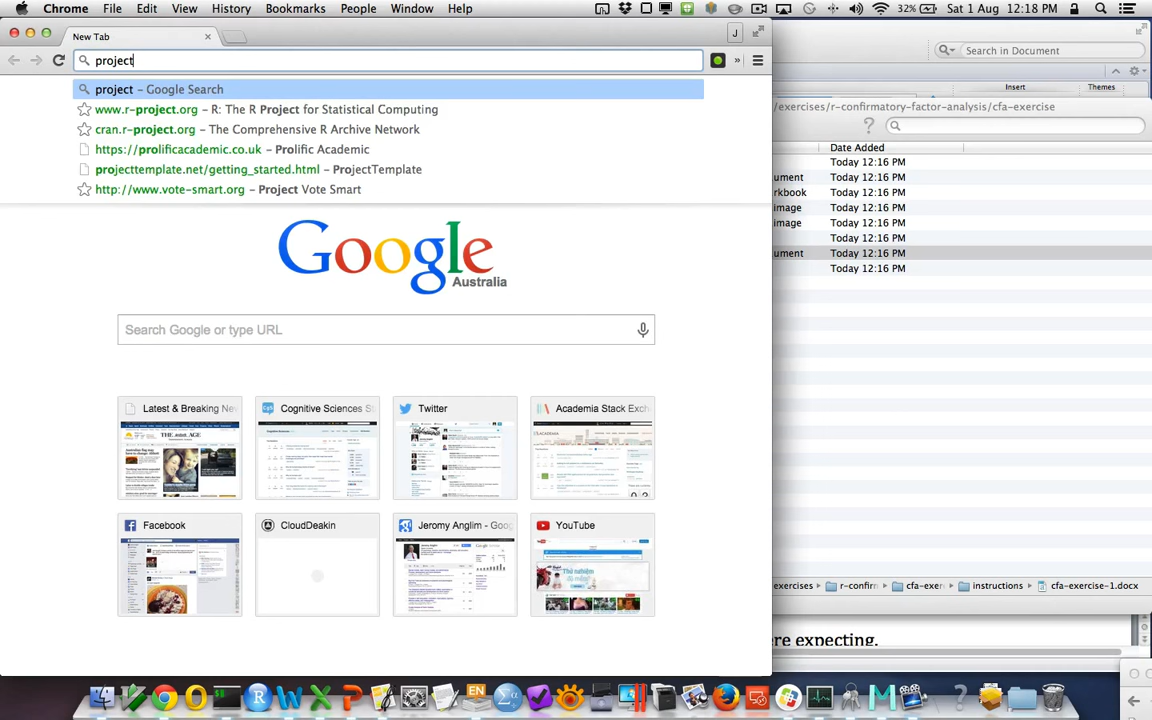 Chrome File Edit View History Bookmarks People Window Help 32% Sat 1 Aug 12:18 PM
New Tab
J
project
»
Search in Document
Insert Themes
project – Google Search
www.r-project.org – R: The R Project for Statistical Computing
cran.r-project.org – The Comprehensive R Archive Network
https://prolificacademic.co.uk – Prolific Academic
projecttemplate.net/getting_started.html – ProjectTemplate
http://www.vote-smart.org – Project Vote Smart
/exercises/r-confirmatory-factor-analysis/cfa-exercise
Date Added
Today 12:16 PM
ument Today 12:16 PM
rkbook Today 12:16 PM
image Today 12:16 PM
image Today 12:16 PM
Today 12:16 PM
ument Today 12:16 PM
Today 12:16 PM
Google
Australia
Search Google or type URL
Latest & Breaking Ne
Cognitive Sciences S
Twitter
Academia Stack Exch
THE AGE
Facebook
CloudDeakin
Jeromy Anglim - Goo
YouTube
exercises r-confirm cfa-exer instructions cfa-exercise-1.docx
re expecting.